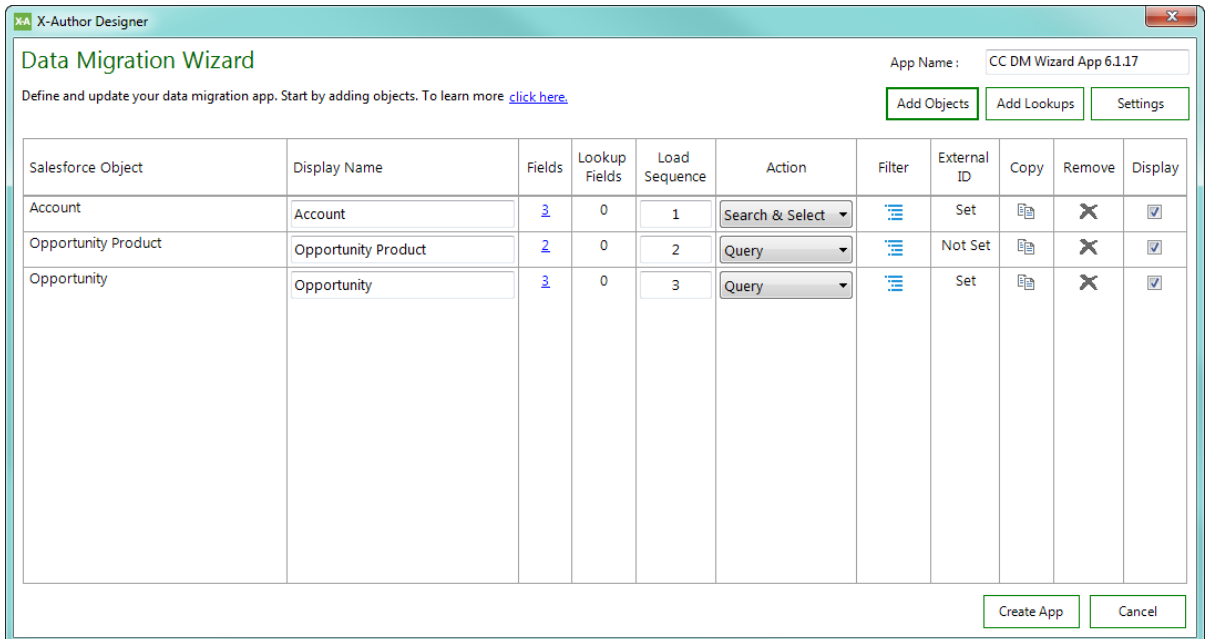 X-A X-Author Designer
Data Migration Wizard
App Name : CC DM Wizard App 6.1.17
Define and update your data migration app. Start by adding objects. To learn more click here.
Add Objects Add Lookups Settings
Salesforce Object Display Name Fields Lookup Fields Load Sequence Action Filter External ID Copy Remove Display
Account Account 3 0 1 Search & Select Set
Opportunity Product Opportunity Product 2 0 2 Query Not Set
Opportunity Opportunity 3 0 3 Query Set
Create App Cancel